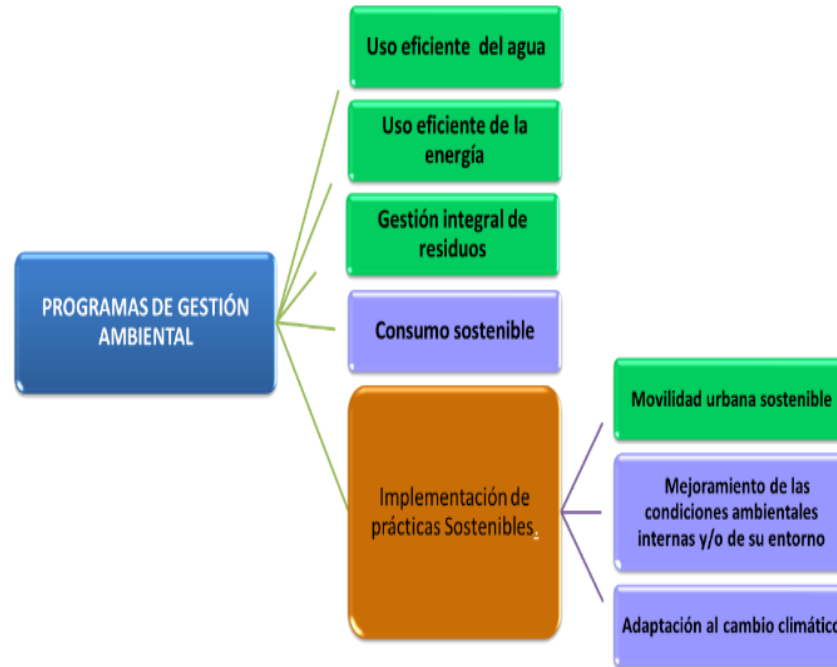 Uso eficiente del agua
Uso eficiente de la
energía
Gestión integral de
residuos
PROGRAMAS DE GESTIÓN
AMBIENTAL
Consumo sostenible
Implementación de
prácticas Sostenibles.
Movilidad urbana sostenible
Mejoramiento de las
condiciones ambientales
internas y/o de su entorno
Adaptación al cambio climático